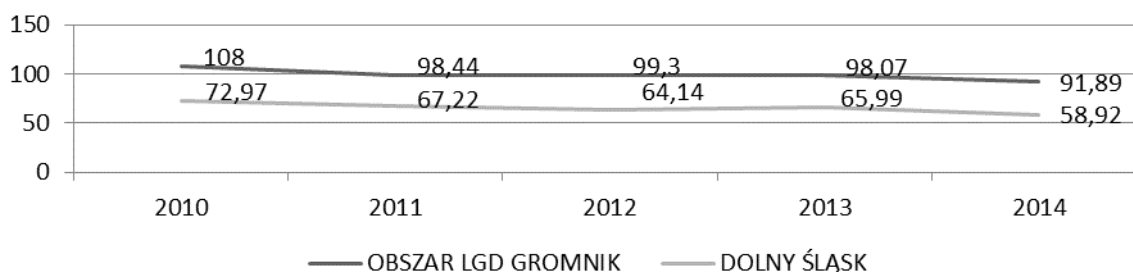 150
108 98,44 99,3 98,07
100 91,89
72,97 67,22 64,14 65,99
50 58,92
0
2010 2011 2012 2013 2014
OBSZAR LGD GROMNIK DOLNY ŚLĄSK